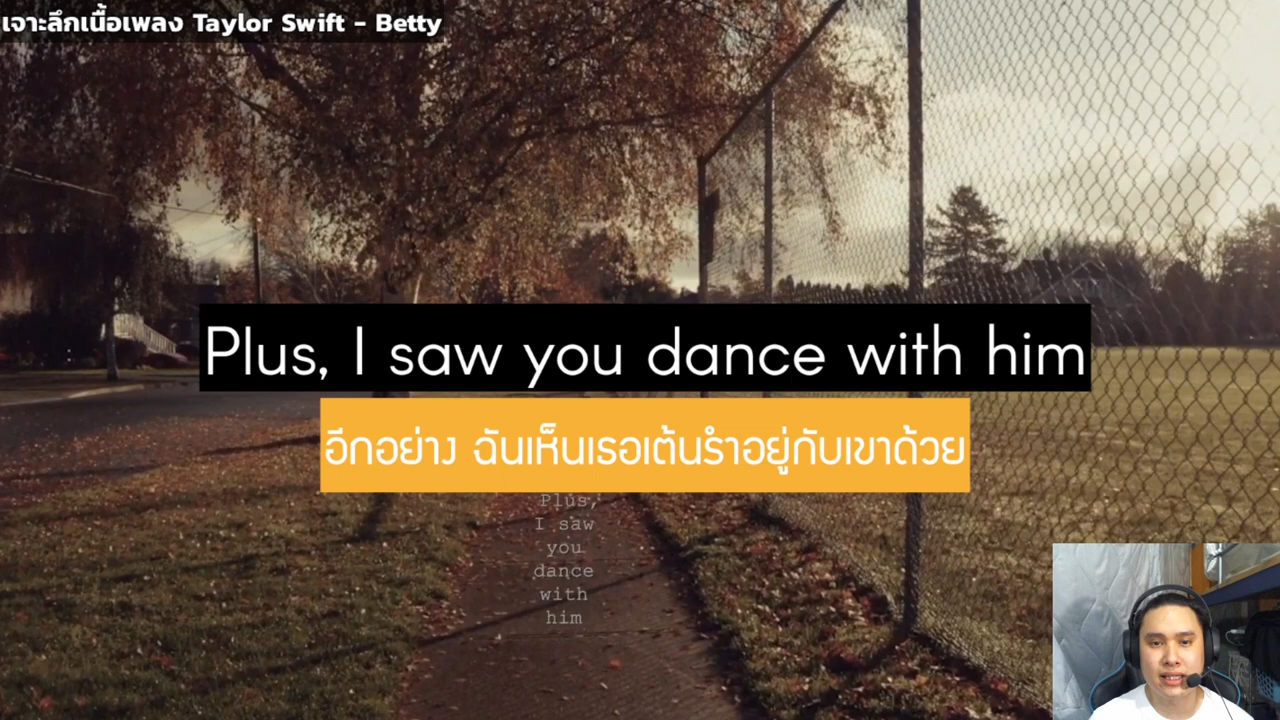 เจาะลึกเนื้อเพลง Taylor Swift - Betty
Plus, I saw you dance with him
อีกอย่าง ฉันเห็นเธอเต้นรำอยู่กับเขาด้วย
Plus,
I saw
you
dance
with
him